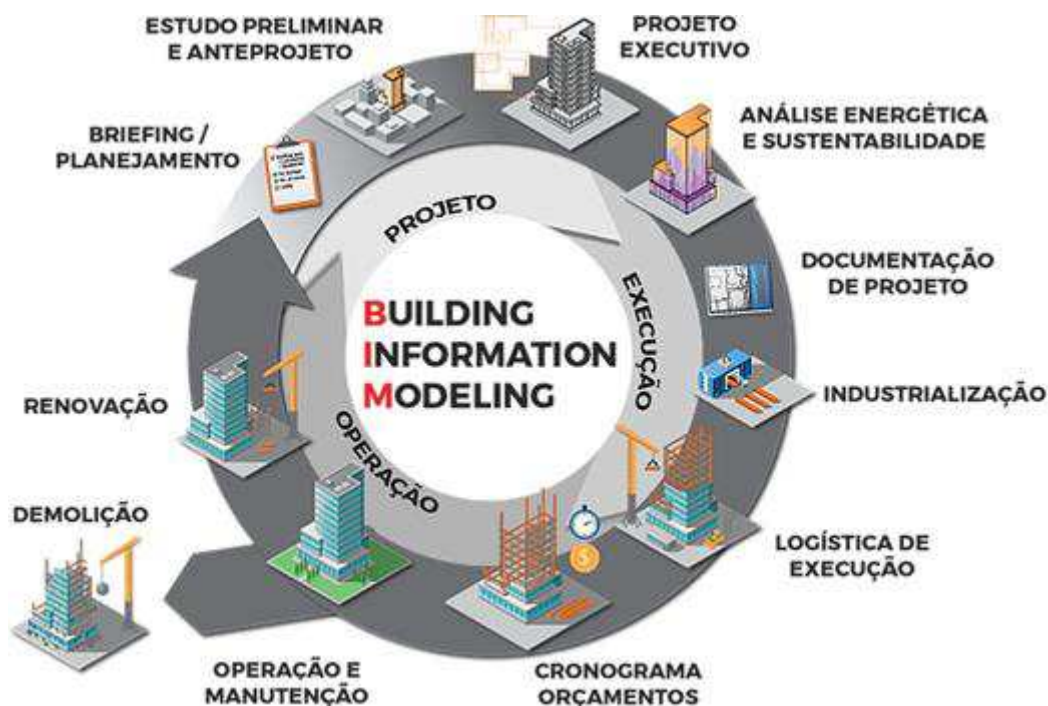 ESTUDO PRELIMINAR
E ANTEPROJETO
PROJETO
EXECUTIVO
ANÁLISE ENERGÉTICA
E SUSTENTABILIDADE
BRIEFING /
PLANEJAMENTO
PROJETO
EXECUÇÃO
OPERAÇÃO
BUILDING
INFORMATION
MODELING
DOCUMENTAÇÃO
DE PROJETO
INDUSTRIALIZAÇÃO
RENOVAÇÃO
DEMOLIÇÃO
LOGÍSTICA DE
EXECUÇÃO
OPERAÇÃO E
MANUTENÇÃO
CRONOGRAMA
ORÇAMENTOS
$